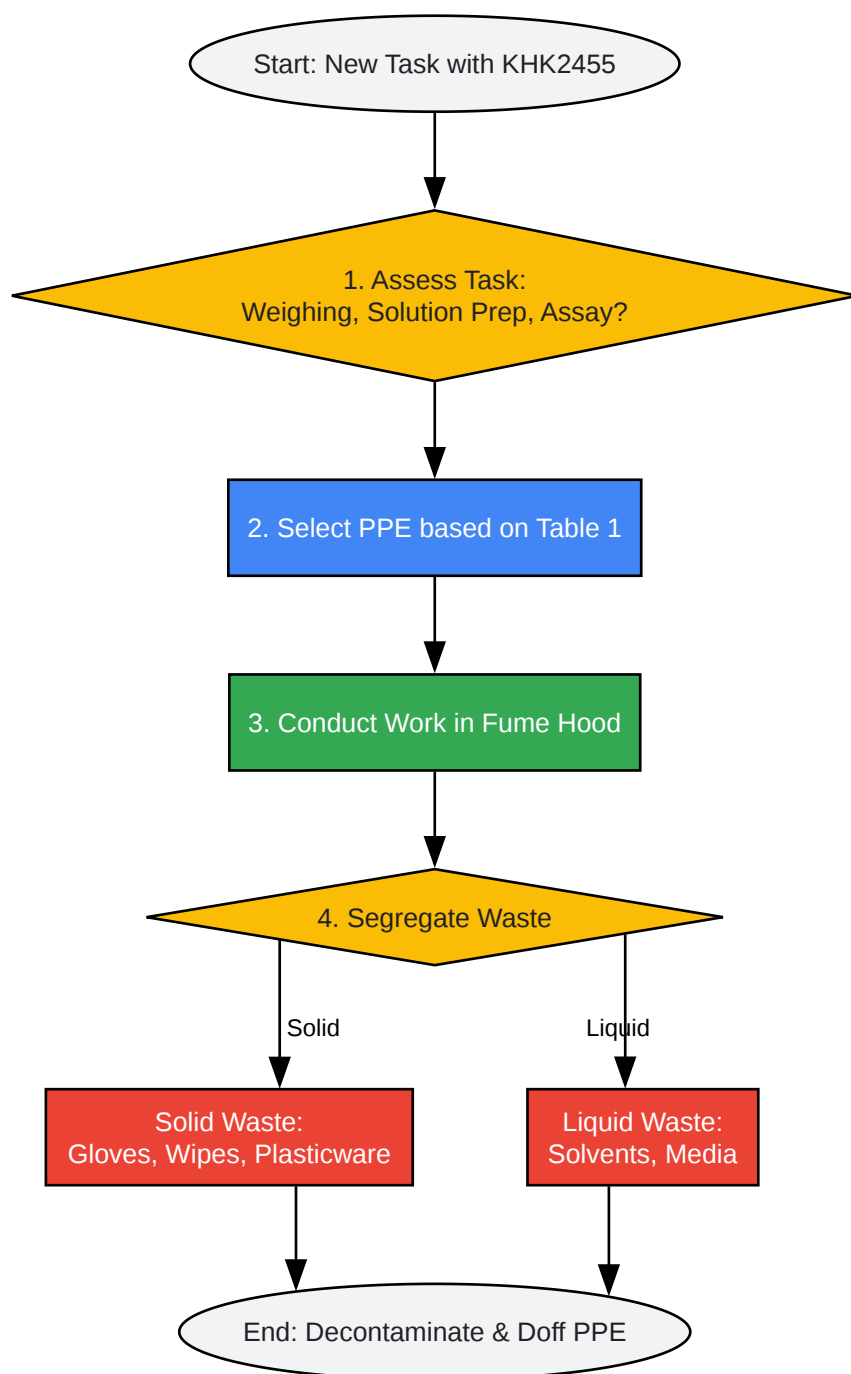 Start: New Task with KHK2455
1. Assess Task:
Weighing, Solution Prep, Assay?
2. Select PPE based on Table 1
3. Conduct Work in Fume Hood
4. Segregate Waste
Solid
Liquid
Solid Waste:
Gloves, Wipes, Plasticware
Liquid Waste:
Solvents, Media
End: Decontaminate & Doff PPE